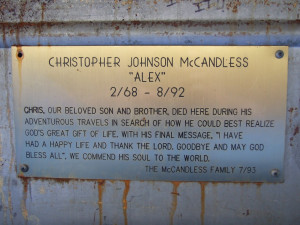 CHRISTOPHER JOHNSON McCANDLESS
"ALEX"
2/68 - 8/92
CHRIS, OUR BELOVED SON AND BROTHER, DIED HERE DURING HIS
ADVENTUROUS TRAVELS IN SEARCH OF HOW HE COULD BEST REALIZE
GOD'S GREAT GIFT OF LIFE. WITH HIS FINAL MESSAGE, "I HAVE
HAD A HAPPY LIFE AND THANK THE LORD. GOODBYE AND MAY GOD
BLESS ALL", WE COMMEND HIS SOUL TO THE WORLD.
THE McCANDLESS FAMILY 7/93